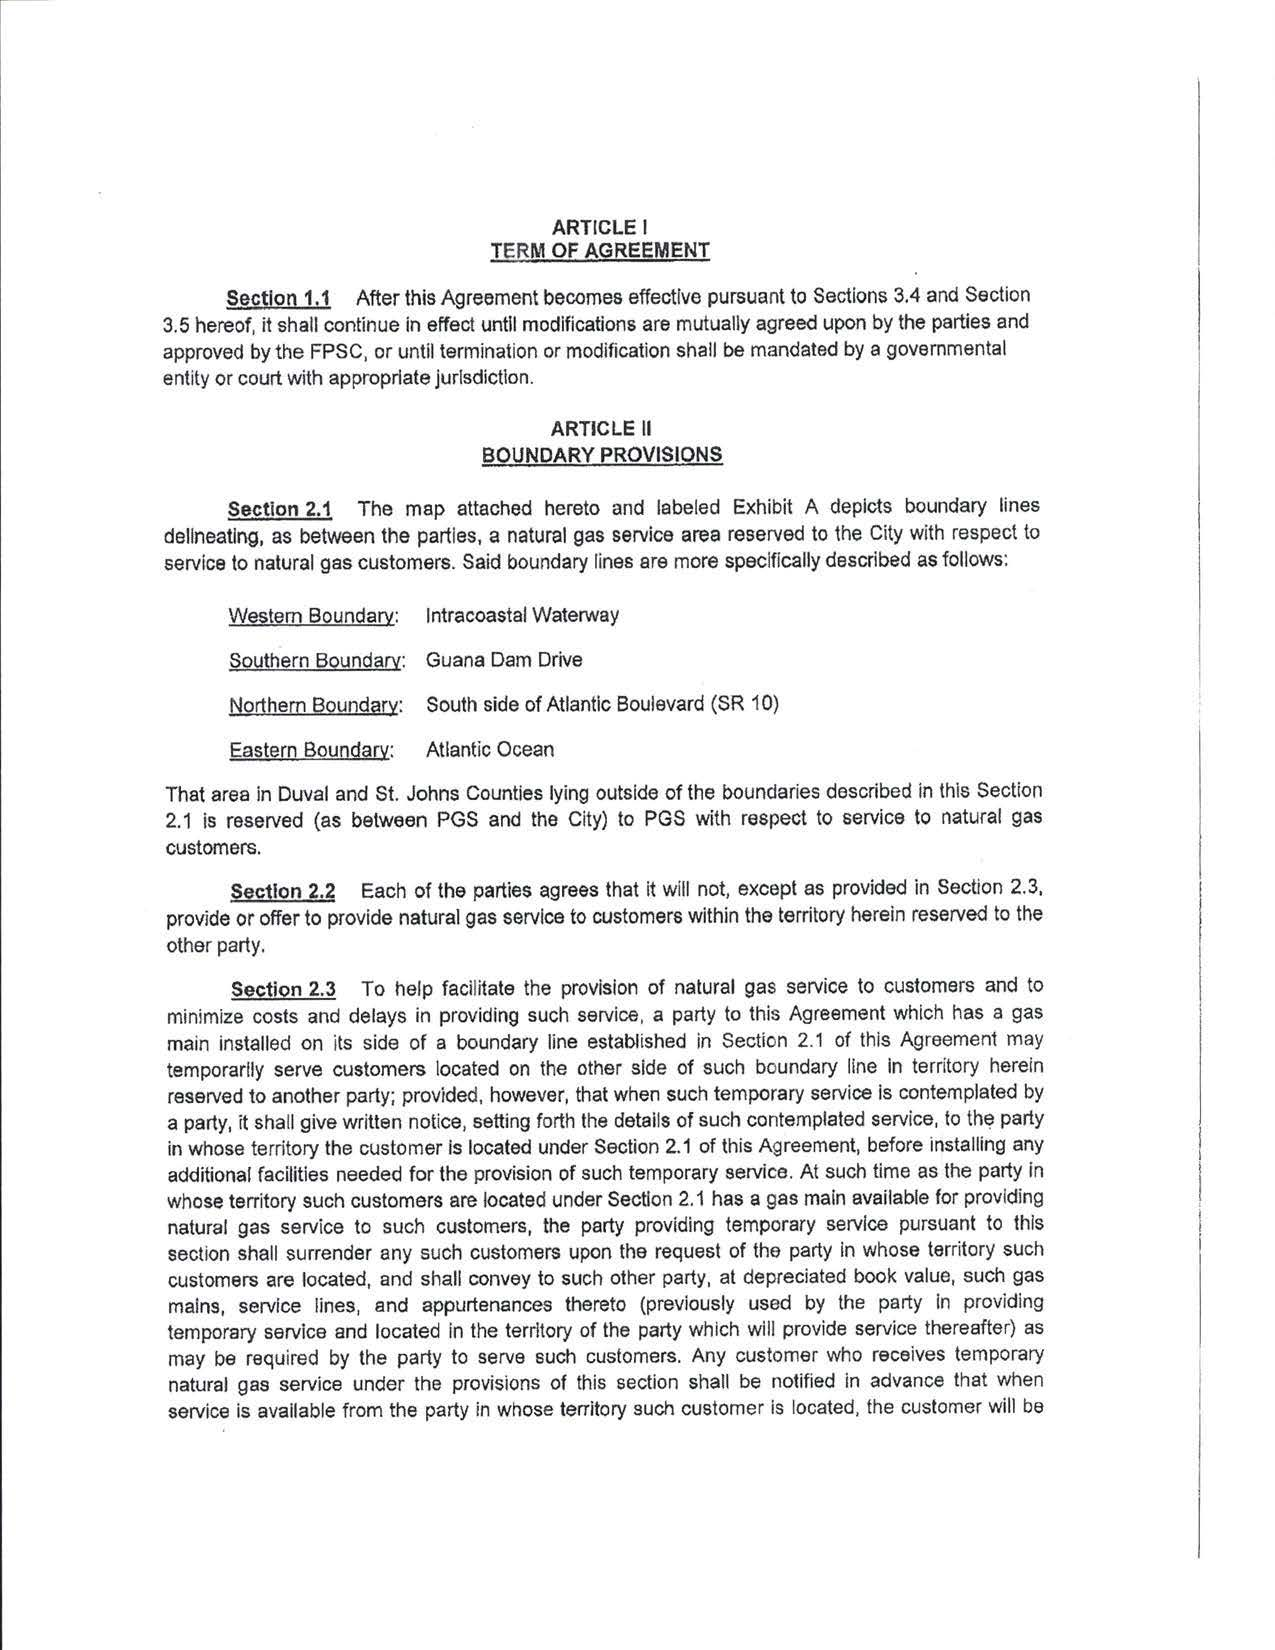 ARTICLE I
TERM OF AGREEMENT
Section 1.1 After this Agreement becomes effective pursuant to Sections 3.4 and Section
3.5 hereof, it shall continue in effect until modifications are mutually agreed upon by the parties and
approved by the FPSC, or until termination or modification shall be mandated by a governmental
entity or court with appropriate jurisdiction.
ARTICLE II
BOUNDARY PROVISIONS
Section 2.1 The map attached hereto and labeled Exhibit A depicts boundary lines
delineating, as between the parties, a natural gas service area reserved to the City with respect to
service to natural gas customers. Said boundary lines are more specifically described as follows:
Western Boundary: Intracoastal Waterway
Southern Boundary: Guana Dam Drive
Northern Boundary: South side of Atlantic Boulevard (SR 10)
Eastern Boundary: Atlantic Ocean
That area in Duval and St. Johns Counties lying outside of the boundaries described in this Section
2.1 is reserved (as between PGS and the City) to PGS with respect to service to natural gas
customers.
Section 2.2 Each of the parties agrees that it will not, except as provided in Section 2.3,
provide or offer to provide natural gas service to customers within the territory herein reserved to the
other party.
Section 2.3 To help facilitate the provision of natural gas service to customers and to
minimize costs and delays in providing such service, a party to this Agreement which has a gas
main installed on its side of a boundary line established in Section 2.1 of this Agreement may
temporarily serve customers located on the other side of such boundary line in territory herein
reserved to another party; provided, however, that when such temporary service is contemplated by
a party, it shall give written notice, setting forth the details of such contemplated service, to the party
in whose territory the customer is located under Section 2.1 of this Agreement, before installing any
additional facilities needed for the provision of such temporary service. At such time as the party in
whose territory such customers are located under Section 2.1 has a gas main available for providing
natural gas service to such customers, the party providing temporary service pursuant to this
section shall surrender any such customers upon the request of the party in whose territory such
customers are located, and shall convey to such other party, at depreciated book value, such gas
mains, service lines, and appurtenances thereto (previously used by the party in providing
temporary service and located in the territory of the party which will provide service thereafter) as
may be required by the party to serve such customers. Any customer who receives temporary
natural gas service under the provisions of this section shall be notified in advance that when
service is available from the party in whose territory such customer is located, the customer will be